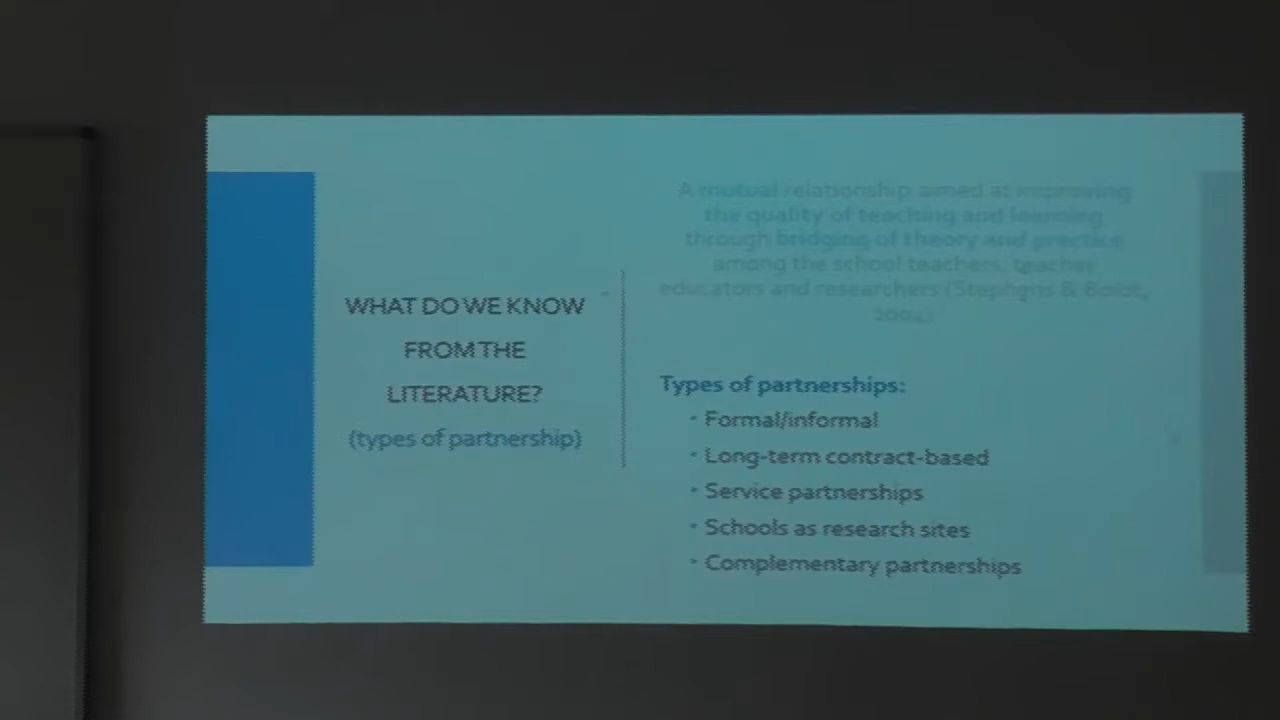 WHAT DO WE KNOW
FROM THE
LITERATURE?
(types of partnership)
A mutual relationship aimed at improving
the quality of teaching and learning
through bridging of theory and practice
among the school teachers, teacher
educators and researchers (Stephens &
2004)
Types of partnerships:
• Formal/informal
• Long-term contract-based
• Service partnerships
• Schools as research sites
• Complementary partnerships